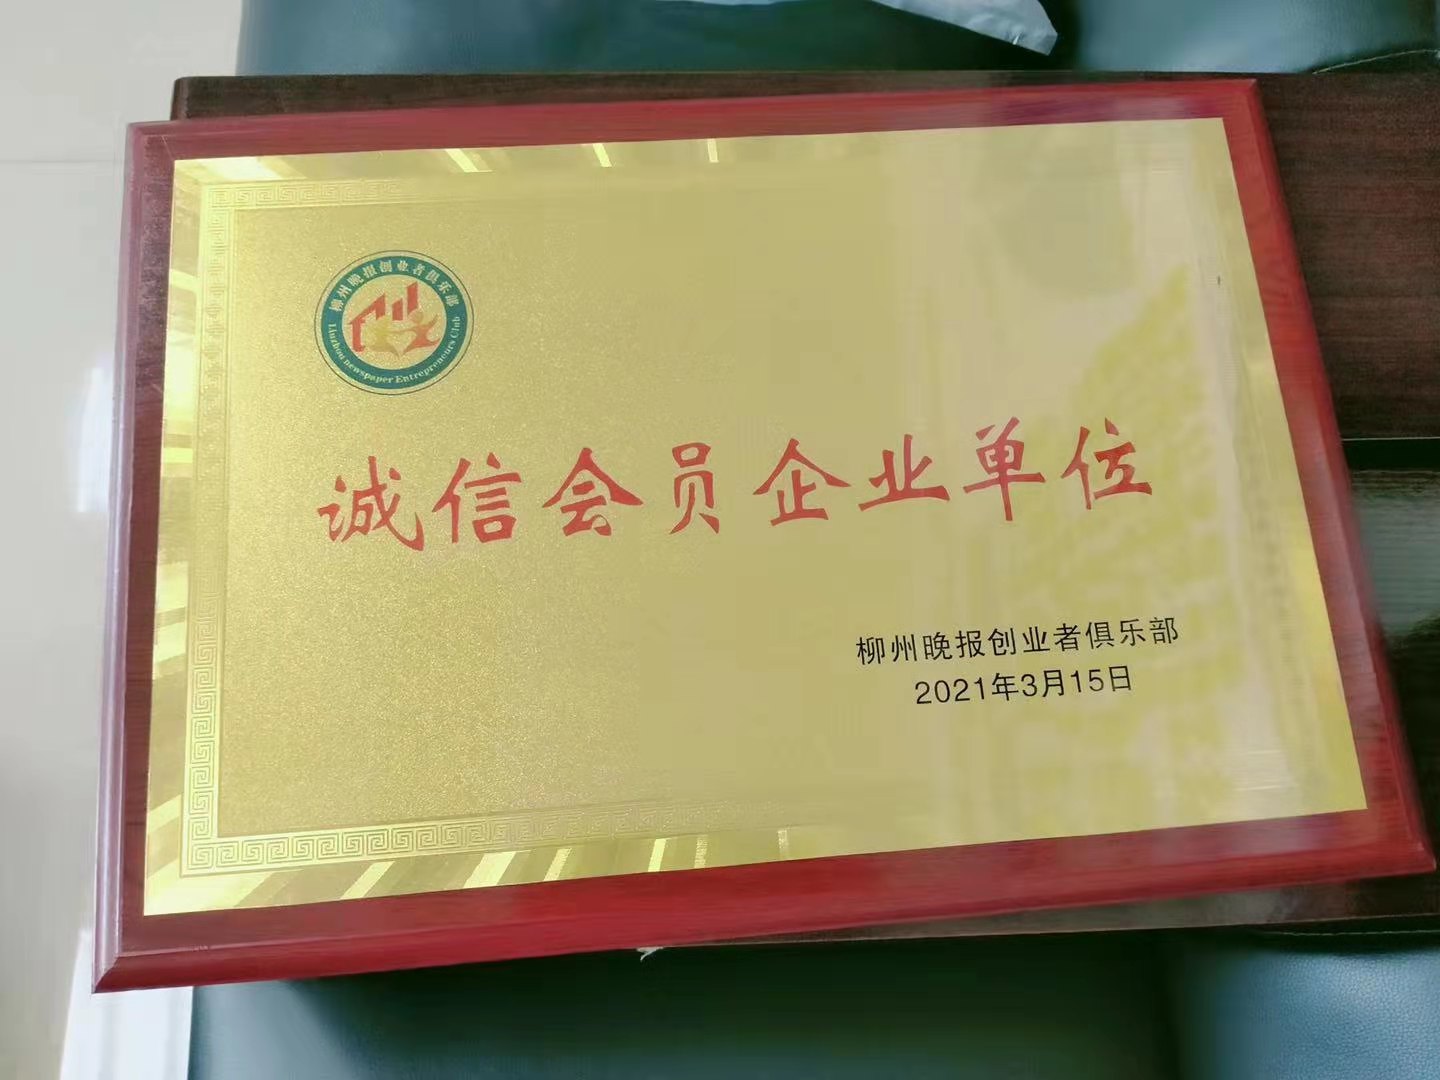 柳州晚报创业者俱乐部
Liuzhou newspaper Entrepreneurs Club
诚信会员企业单位
柳州晚报创业者俱乐部
2021年3月15日